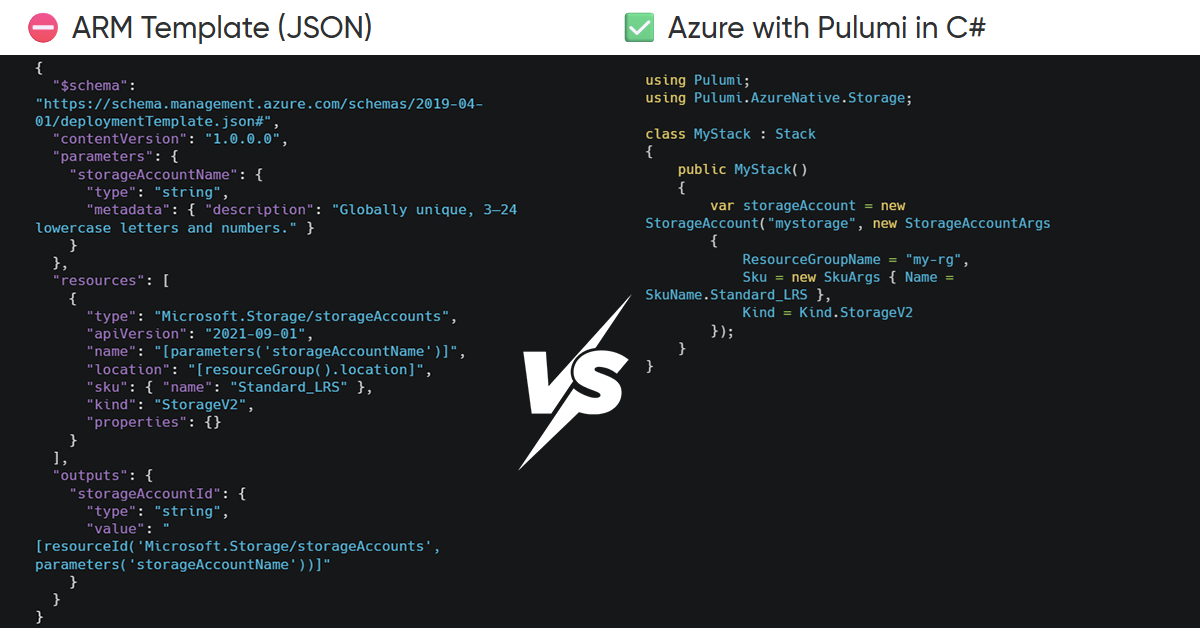 ⛔ ARM Template (JSON)
{
  "$schema":
"https://schema.management.azure.com/schemas/2019-04-
01/deploymentTemplate.json#",
  "contentVersion": "1.0.0.0",
  "parameters": {
    "storageAccountName": {
      "type": "string",
      "metadata": { "description": "Globally unique, 3–24
lowercase letters and numbers." }
    }
  },
  "resources": [
    {
      "type": "Microsoft.Storage/storageAccounts",
      "apiVersion": "2021-09-01",
      "name": "[parameters('storageAccountName')]",
      "location": "[resourceGroup().location]",
      "sku": { "name": "Standard_LRS" },
      "kind": "StorageV2",
      "properties": {}
    }
  ],
  "outputs": {
    "storageAccountId": {
      "type": "string",
      "value": "
[resourceId('Microsoft.Storage/storageAccounts',
parameters('storageAccountName'))]"
    }
  }
}
VS
✅ Azure with Pulumi in C#
using Pulumi;
using Pulumi.AzureNative.Storage;

class MyStack : Stack
{
    public MyStack()
    {
        var storageAccount = new
StorageAccount("mystorage", new StorageAccountArgs
        {
            ResourceGroupName = "my-rg",
            Sku = new SkuArgs { Name =
SkuName.Standard_LRS },
            Kind = Kind.StorageV2
        });
    }
}